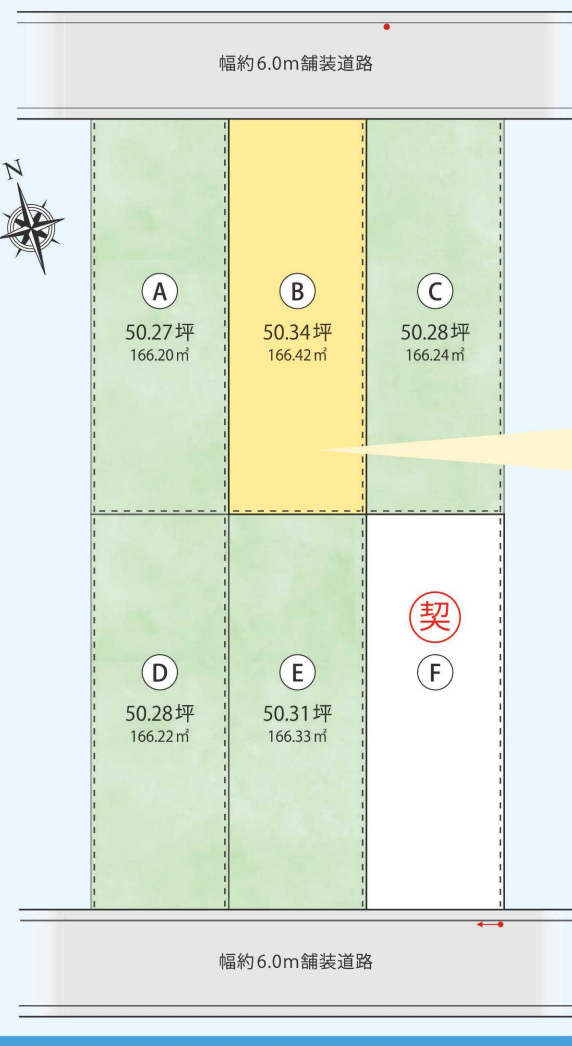 幅約6.0m舗装道路
N
A
50.27坪
166.20㎡
B
50.34坪
166.42㎡
C
50.28坪
166.24㎡
D
50.28坪
166.22㎡
E
50.31坪
166.33㎡
契
F
幅約6.0m舗装道路